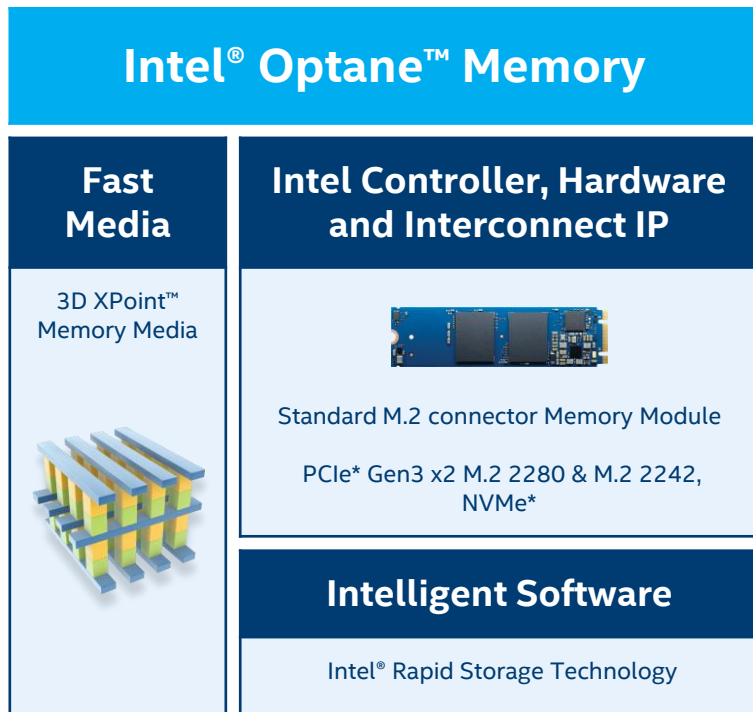 Intel® Optane™ Memory
Fast
Media
3D XPoint™
Memory Media
Intel Controller, Hardware
and Interconnect IP
Standard M.2 connector Memory Module
PCIe* Gen3 x2 M.2 2280 & M.2 2242,
NVMe*
Intelligent Software
Intel® Rapid Storage Technology